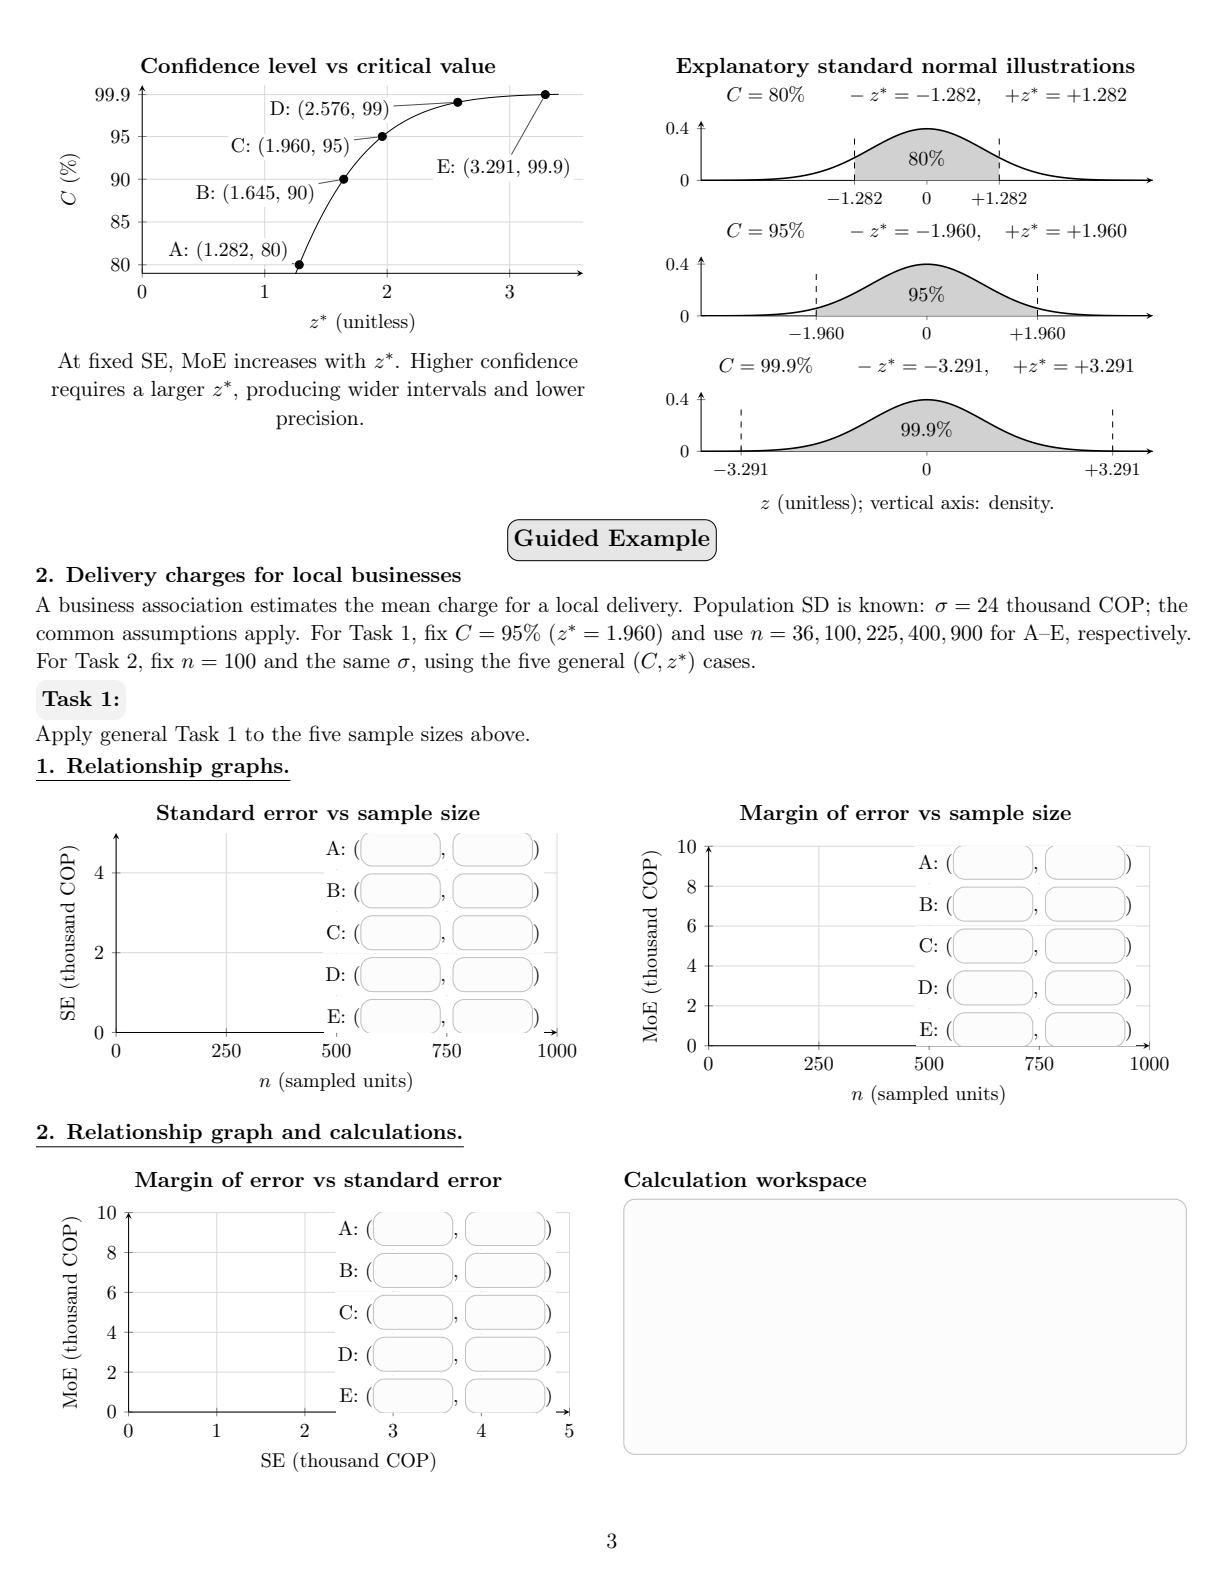 Confidence level vs critical value
99.9
95
90
85
80
C (%)
D: (2.576, 99)
C: (1.960, 95)
E: (3.291, 99.9)
B: (1.645, 90)
A: (1.282, 80)
0 1 2 3
z* (unitless)
At fixed SE, MoE increases with z*. Higher confidence
requires a larger z*, producing wider intervals and lower
precision.
Explanatory standard normal illustrations
C = 80% − z* = −1.282, +z* = +1.282
0.4
80%
0
−1.282 0 +1.282
C = 95% − z* = −1.960, +z* = +1.960
0.4
95%
0
−1.960 0 +1.960
C = 99.9% − z* = −3.291, +z* = +3.291
0.4
99.9%
0
−3.291 0 +3.291
z (unitless); vertical axis: density.
Guided Example
2. Delivery charges for local businesses
A business association estimates the mean charge for a local delivery. Population SD is known: σ = 24 thousand COP; the
common assumptions apply. For Task 1, fix C = 95% (z* = 1.960) and use n = 36, 100, 225, 400, 900 for A–E, respectively.
For Task 2, fix n = 100 and the same σ, using the five general (C, z*) cases.
Task 1:
Apply general Task 1 to the five sample sizes above.
1. Relationship graphs.
Standard error vs sample size
SE (thousand COP)
4
2
0
A: ( , )
B: ( , )
C: ( , )
D: ( , )
E: ( , )
0 250 500 750 1000
n (sampled units)
Margin of error vs sample size
MoE (thousand COP)
10
8
6
4
2
0
A: ( , )
B: ( , )
C: ( , )
D: ( , )
E: ( , )
0 250 500 750 1000
n (sampled units)
2. Relationship graph and calculations.
Margin of error vs standard error
MoE (thousand COP)
10
8
6
4
2
0
A: ( , )
B: ( , )
C: ( , )
D: ( , )
E: ( , )
0 1 2 3 4 5
SE (thousand COP)
Calculation workspace
3